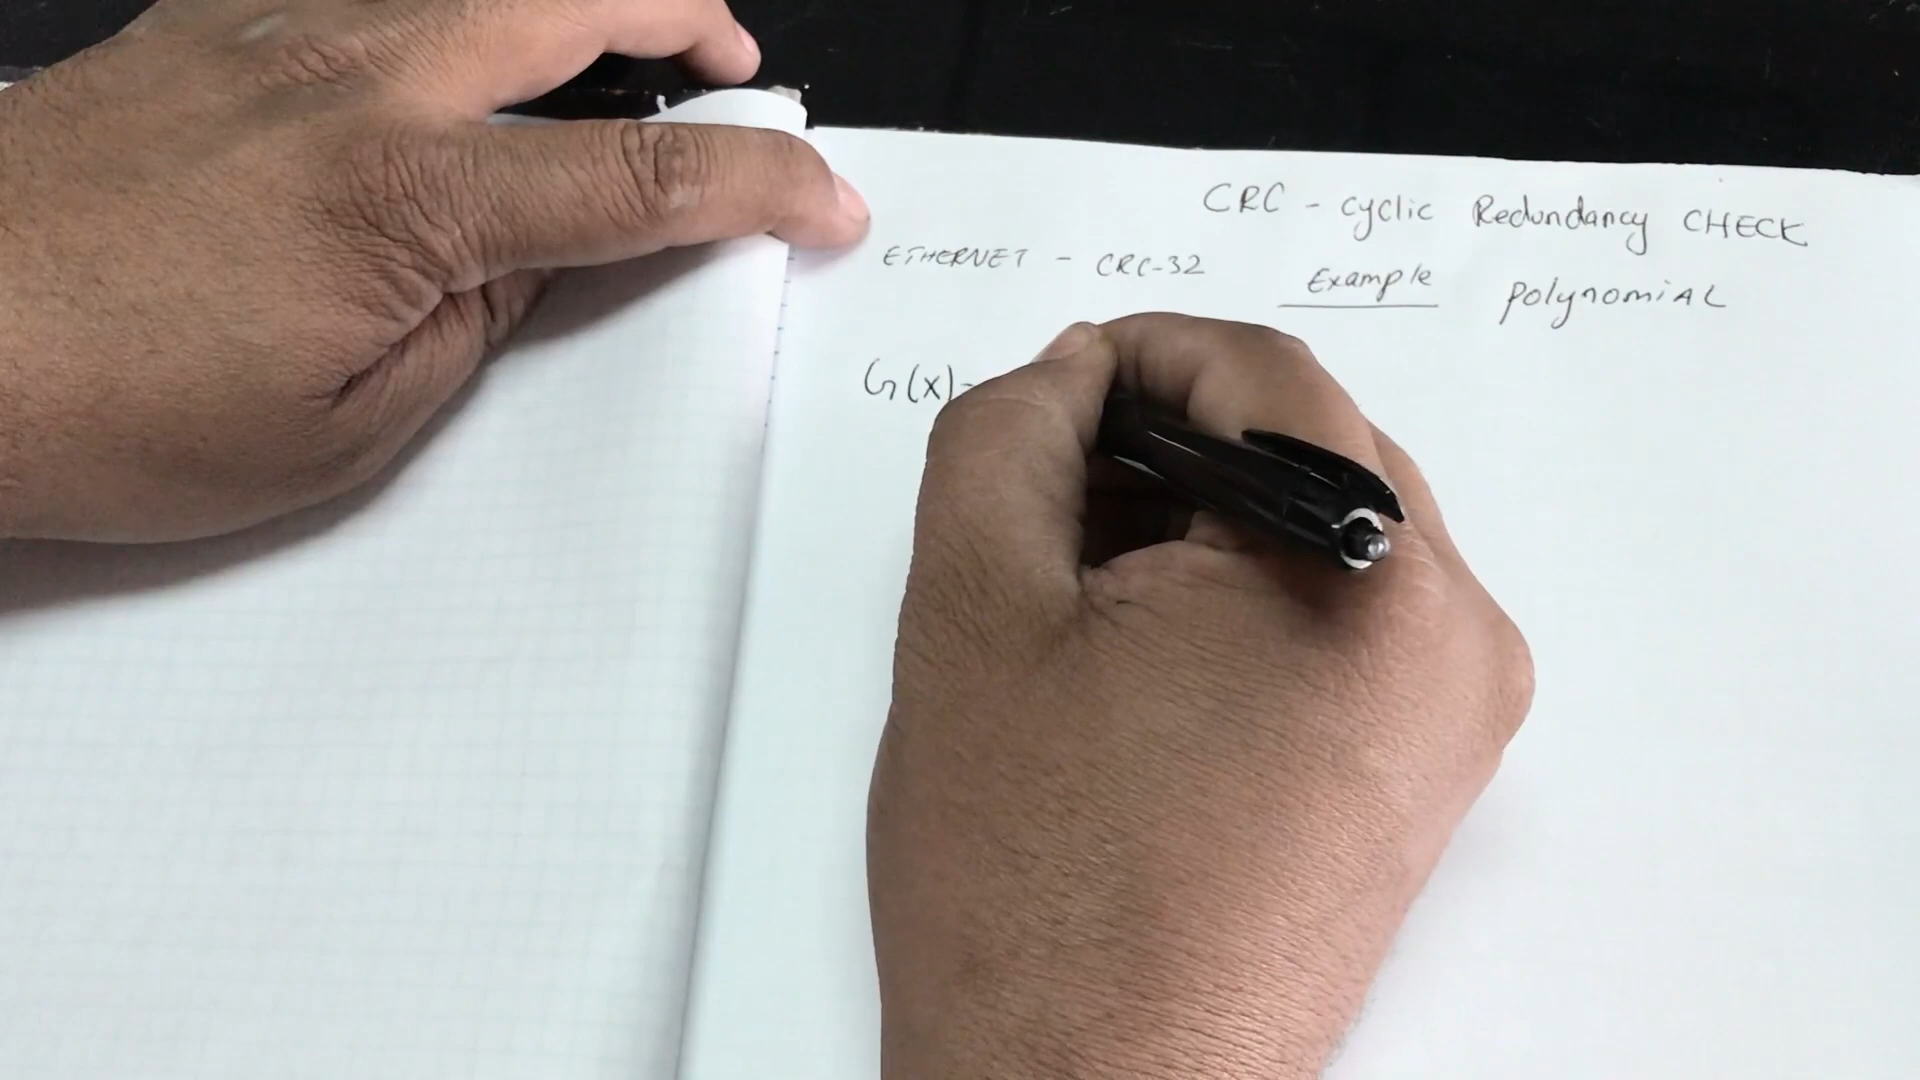 CRC - cyclic Redundancy CHECK
ETHERNET - CRC-32 Example polynomiAL
G(x)=